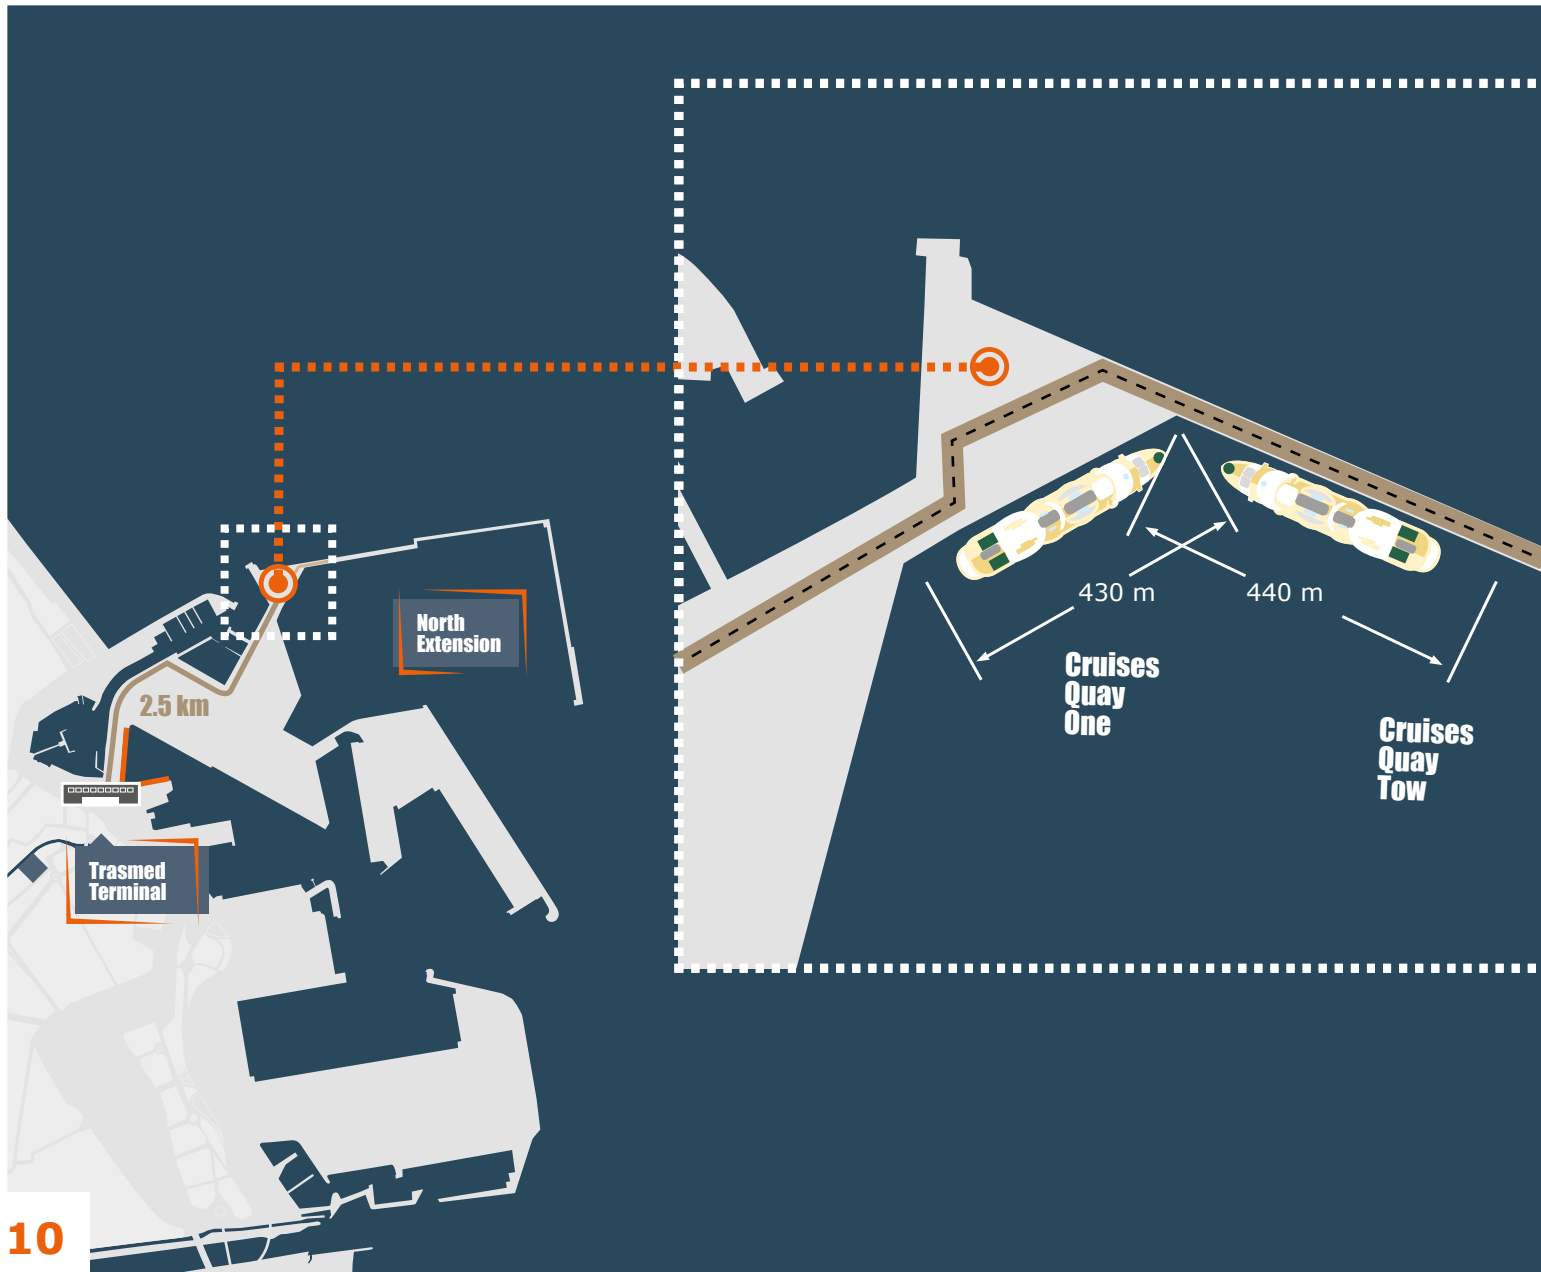 North
Extension
2.5 km
Trasmed
Terminal
430 m
440 m
Cruises
Quay
One
Cruises
Quay
Tow
10